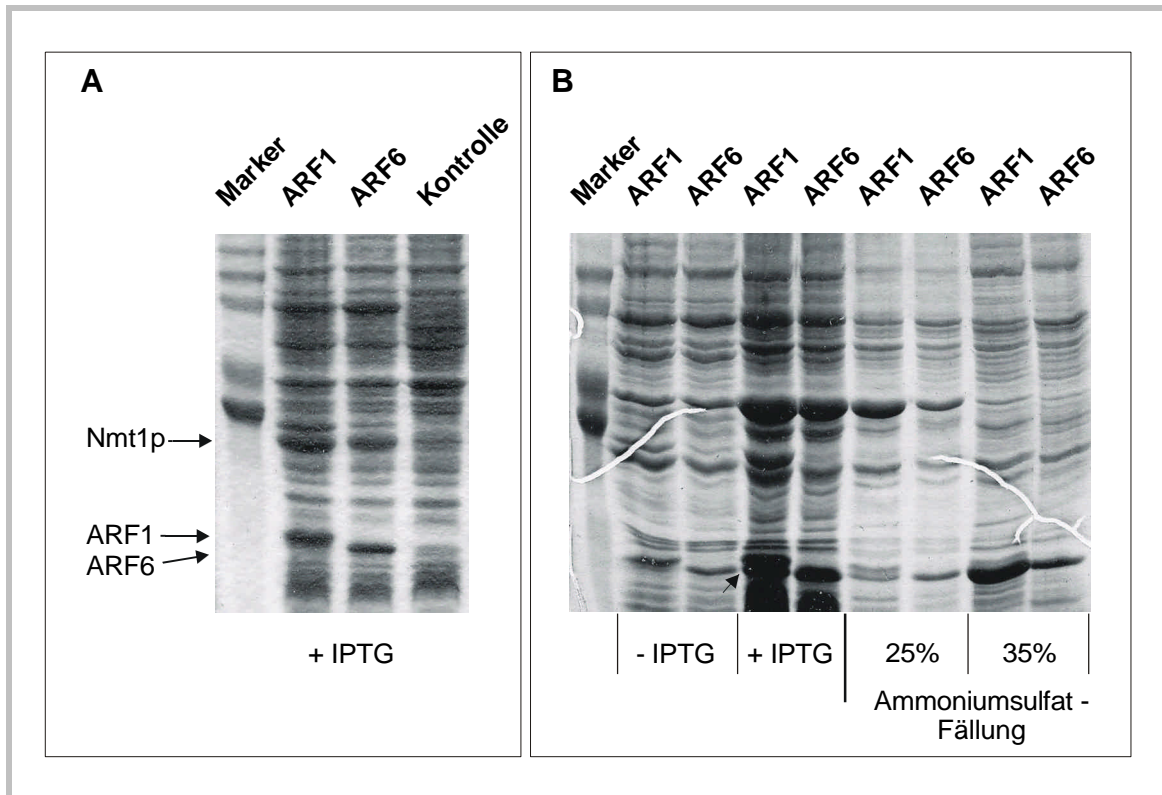 A
Marker
ARF1
ARF6
Kontrolle
Nmt1p
ARF1
ARF6
+ IPTG
B
Marker
ARF1
ARF6
ARF1
ARF6
ARF1
ARF6
ARF1
ARF6
- IPTG
+ IPTG
25%
35%
Ammoniumsulfat -
Fällung